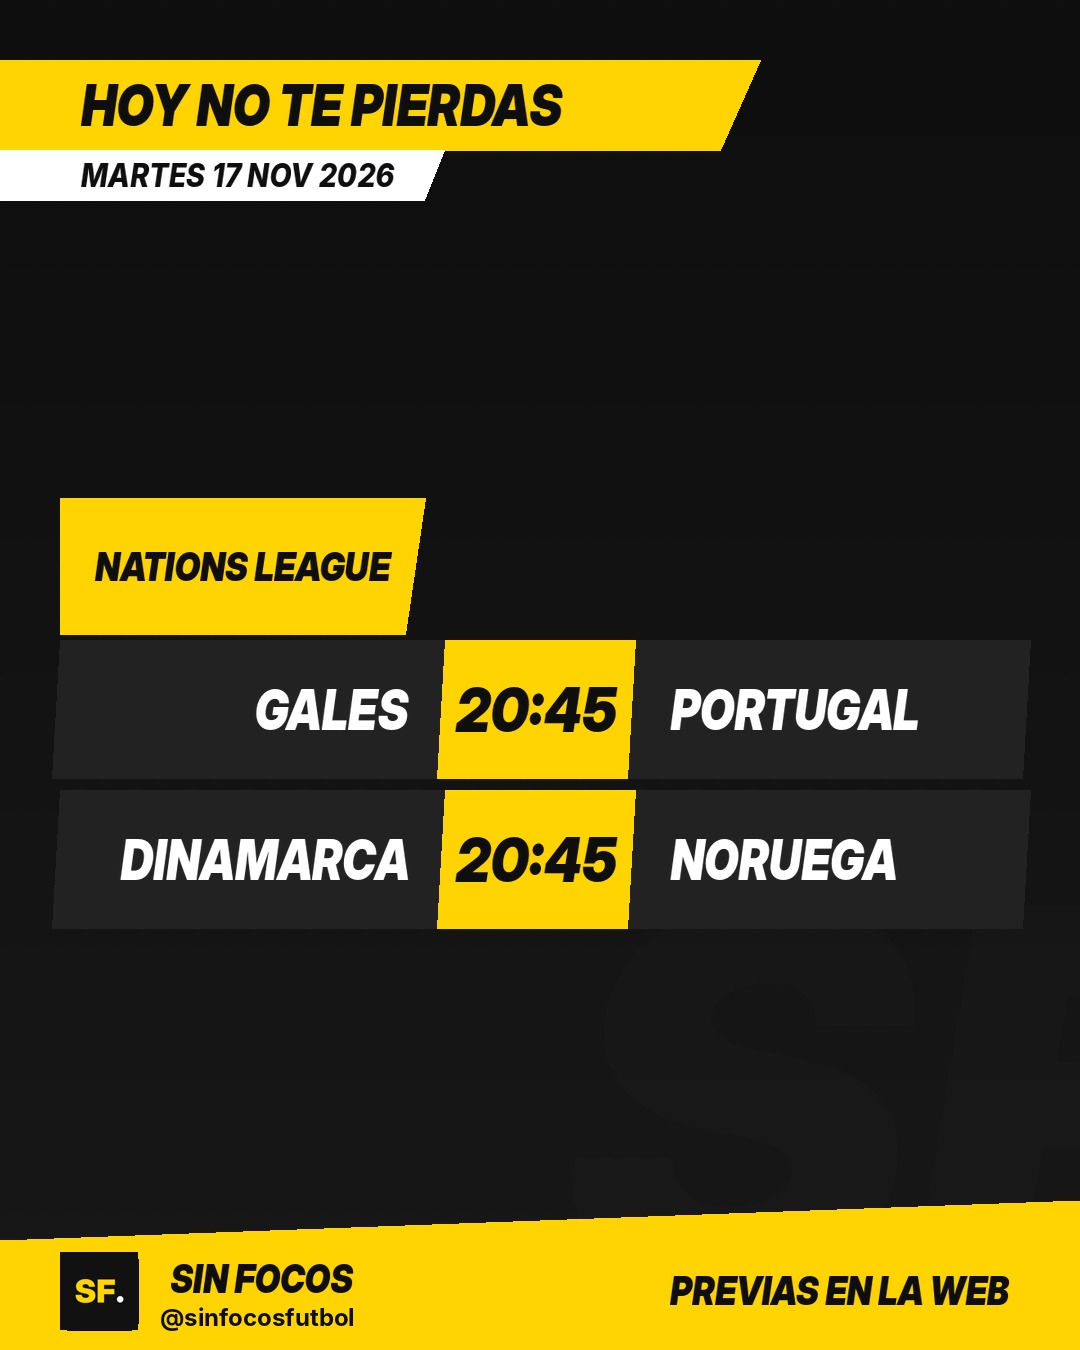 HOY NO TE PIERDAS
MARTES 17 NOV 2026
NATIONS LEAGUE
GALES 20:45 PORTUGAL
DINAMARCA 20:45 NORUEGA
SF
SF.
SIN FOCOS
@sinfocosfutbol
PREVIAS EN LA WEB